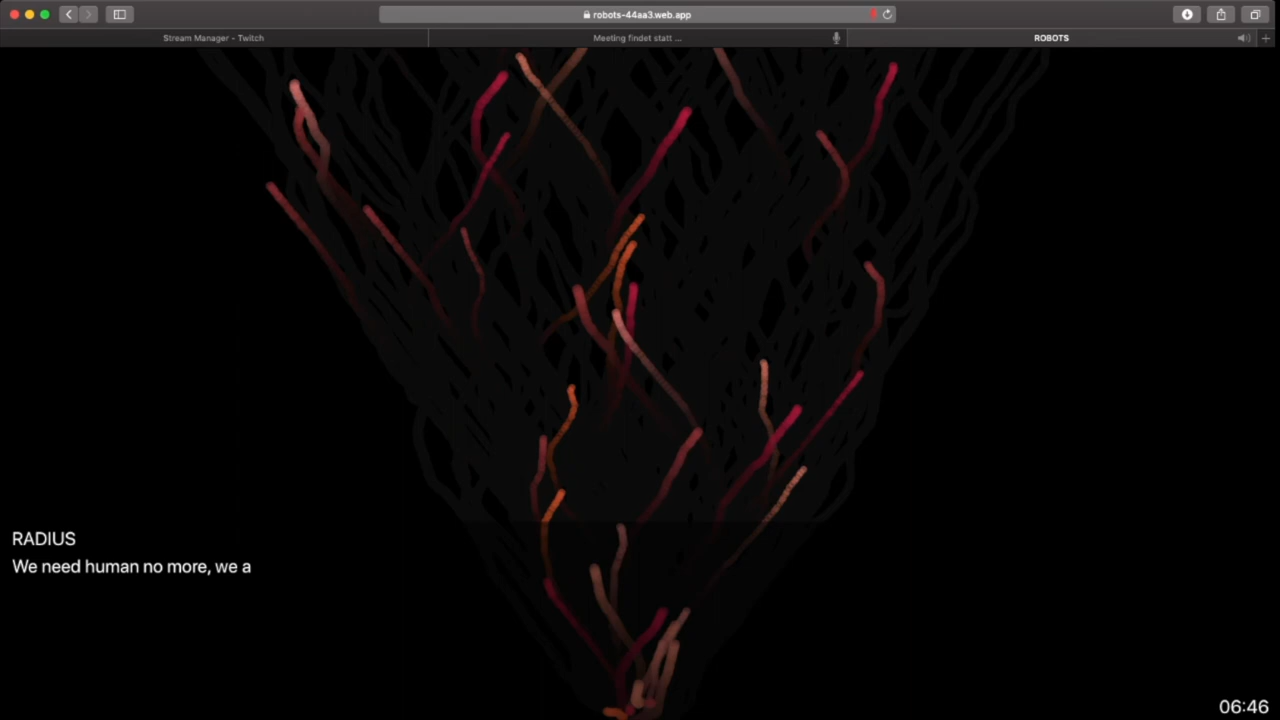 robots-44aa3.web.app
Stream Manager - Twitch
Meeting findet statt ...
ROBOTS
RADIUS
We need human no more, we a
06:46